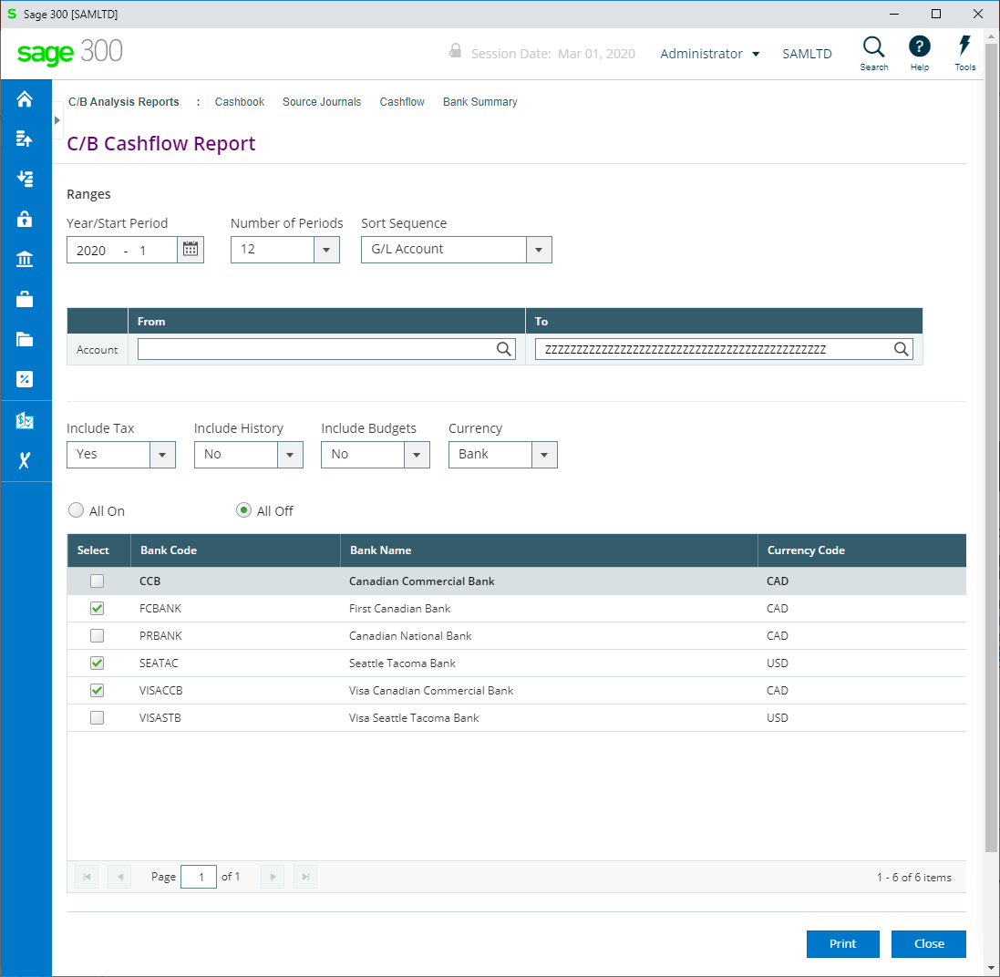 S Sage 300 [SAMLTD]
sage 300
Session Date: Mar 01, 2020
Administrator
SAMLTD
Search
Help
Tools
C/B Analysis Reports : Cashbook Source Journals Cashflow Bank Summary
C/B Cashflow Report
Ranges
Year/Start Period Number of Periods Sort Sequence
2020 - 1 12 G/L Account
From To
Account ZZZZZZZZZZZZZZZZZZZZZZZZZZZZZZZZZZZZZZZZZZZZZ
Include Tax Include History Include Budgets Currency
Yes No No Bank
All On All Off
Select Bank Code Bank Name Currency Code
CCB Canadian Commercial Bank CAD
FCBANK First Canadian Bank CAD
PRBANK Canadian National Bank CAD
SEATAC Seattle Tacoma Bank USD
VISACCB Visa Canadian Commercial Bank CAD
VISASTB Visa Seattle Tacoma Bank USD
Page 1 of 1 1 - 6 of 6 items
Print Close